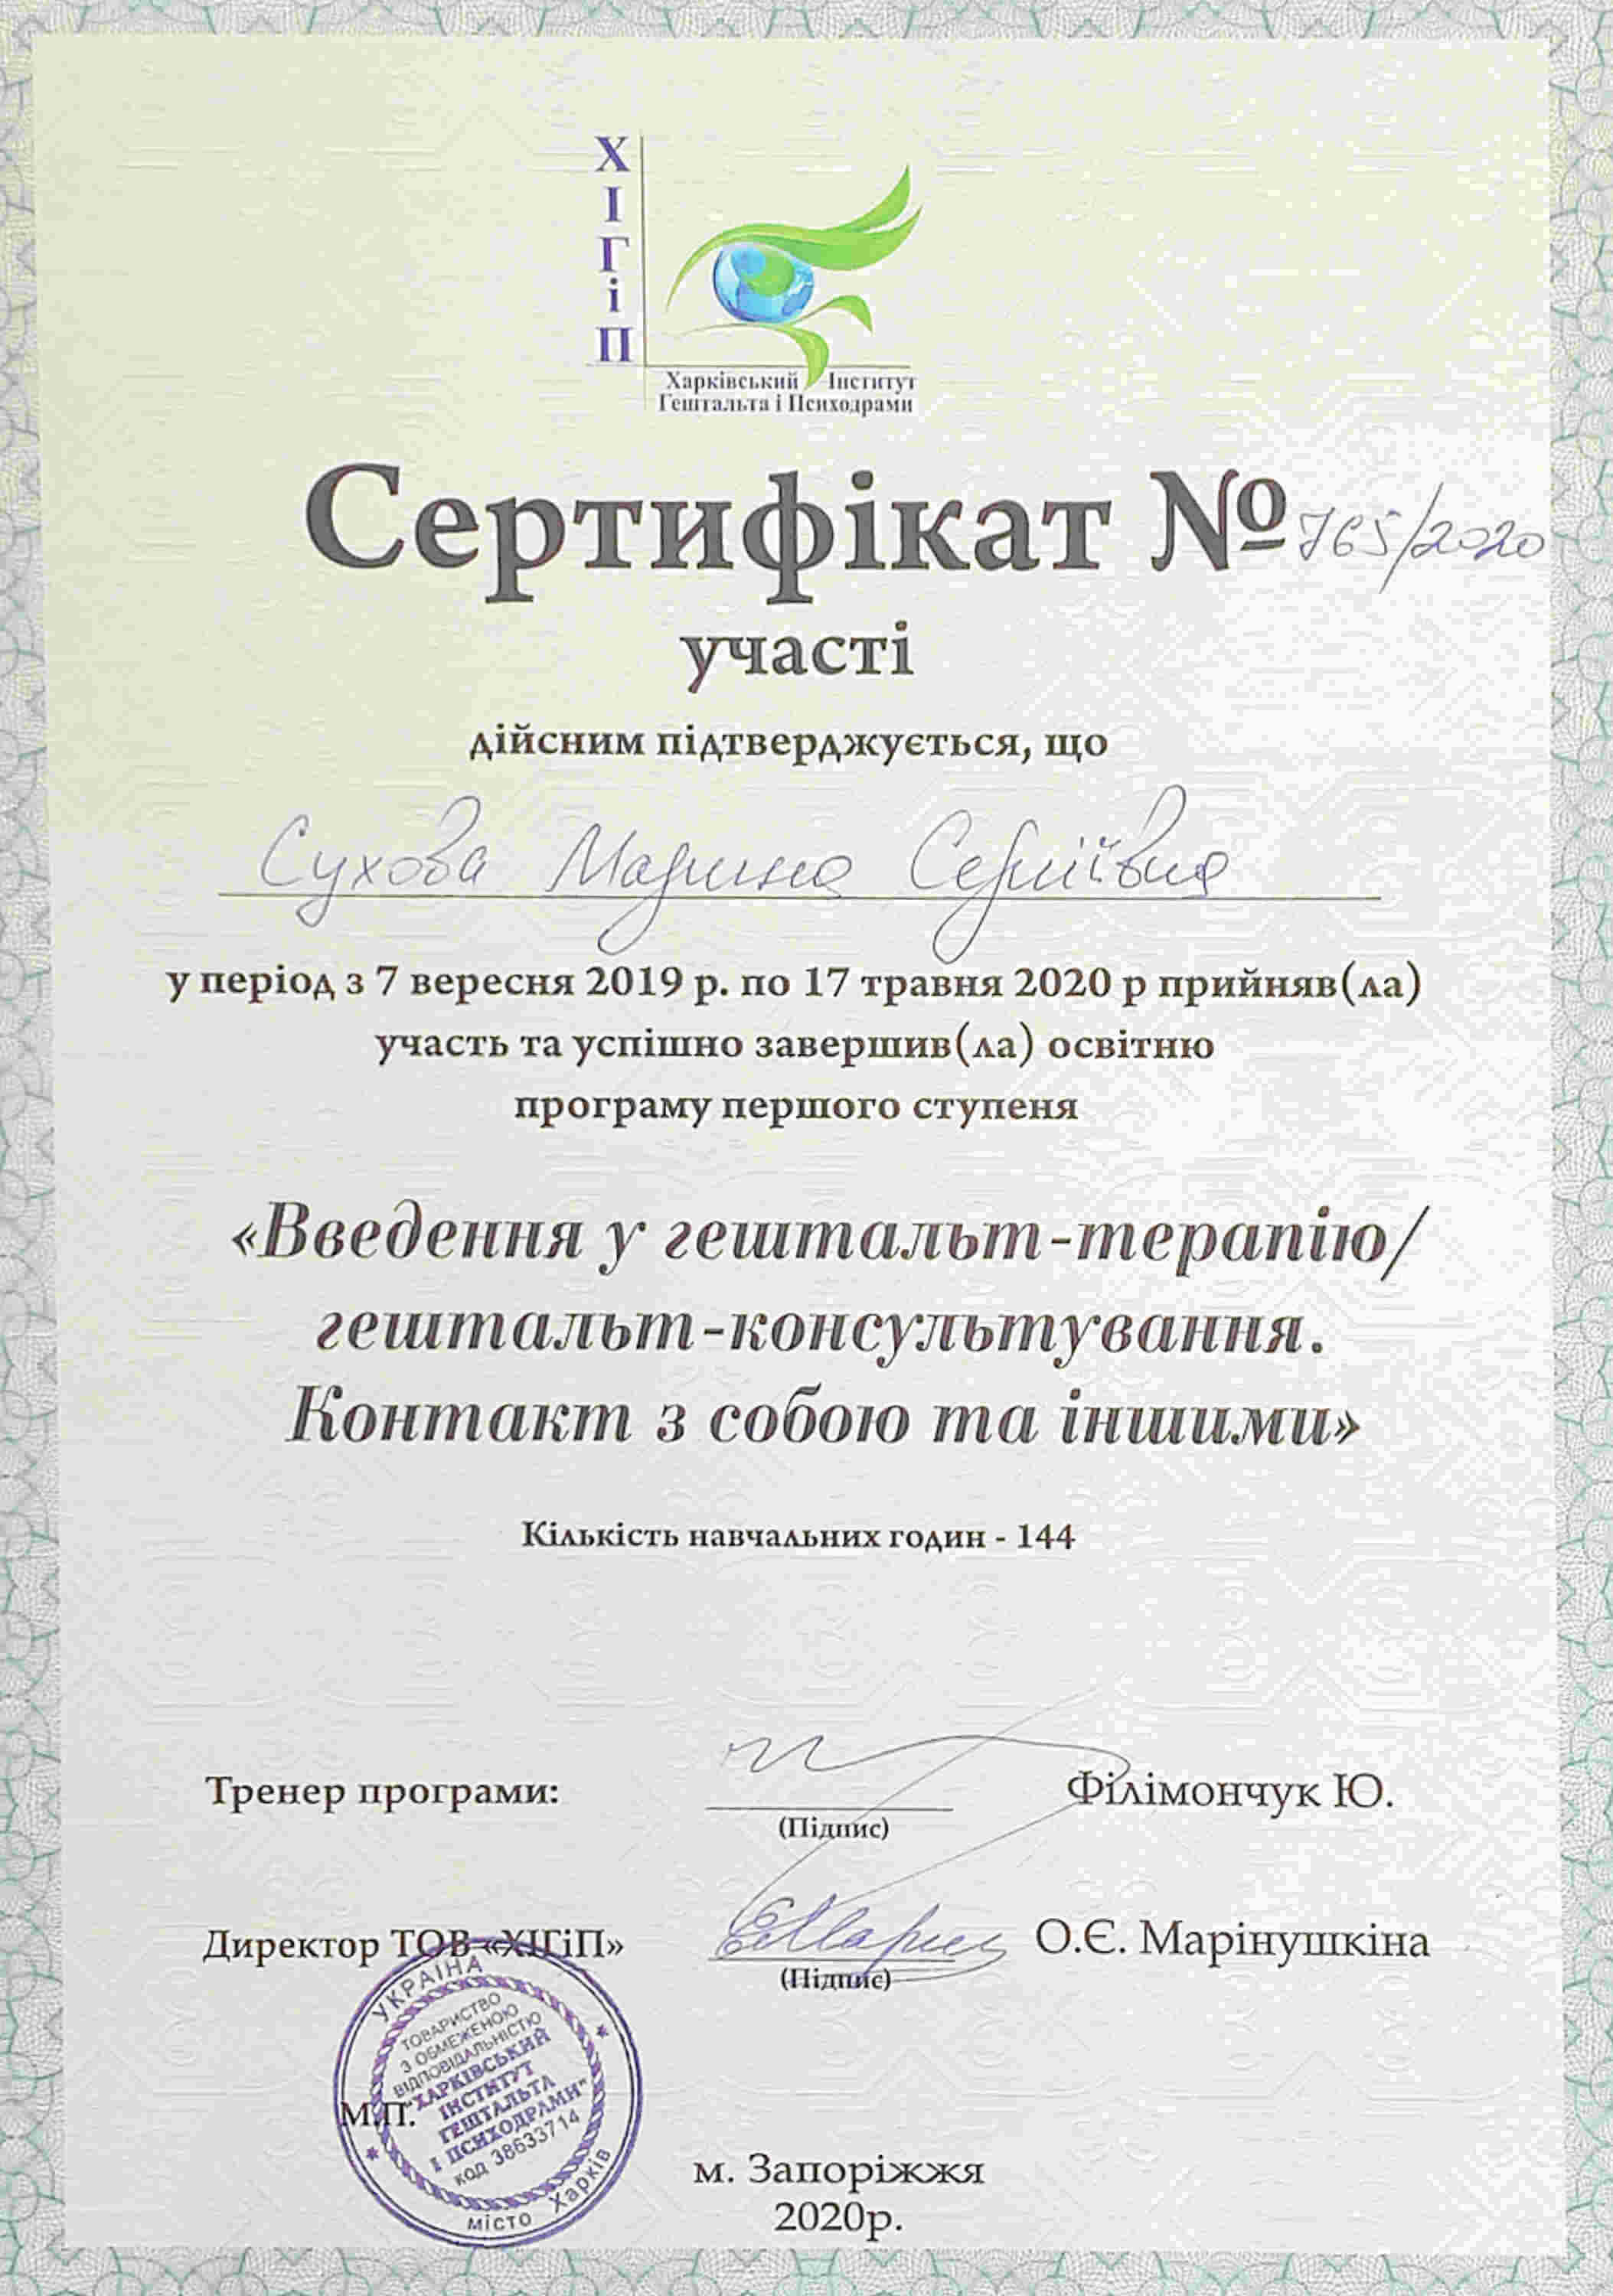 ХІГіП
Харківський Інститут
Гештальта і Психодрами
Сертифікат № 765/2020
участі
дійсним підтверджується, що
Сухова Марина Сергіївна
у період з 7 вересня 2019 р. по 17 травня 2020 р прийняв(ла)
участь та успішно завершив(ла) освітню
програму першого ступеня
«Введення у гештальт-терапію/
гештальт-консультування.
Контакт з собою та іншими»
Кількість навчальних годин - 144
Тренер програми:
Філімончук Ю.
(Підпис)
Директор ТОВ «ХІГіП»
О.Є. Марінушкіна
(Підпис)
УКРАЇНА
ТОВАРИСТВО
З ОБМЕЖЕНОЮ
ВІДПОВІДАЛЬНІСТЮ
"ХАРКІВСЬКИЙ
ІНСТИТУТ
ГЕШТАЛЬТА
І ПСИХОДРАМИ"
код 38633714
місто Харків
М.П.
м. Запоріжжя
2020р.